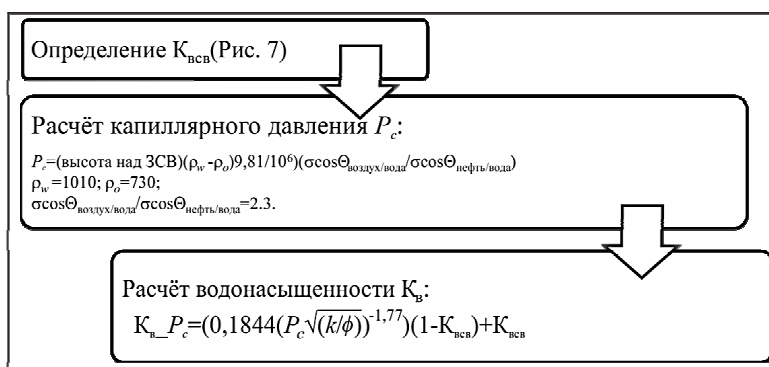 Определение Kвсв(Рис. 7)
Расчёт капиллярного давления Pc:
Pc=(высота над ЗСВ)(ρw -ρo)9,81/10⁶)(σcosΘвоздух/вода/σcosΘнефть/вода)
ρw =1010; ρo=730;
σcosΘвоздух/вода/σcosΘнефть/вода=2.3.
Расчёт водонасыщенности Kв:
Kв_Pc=(0,1844(Pc√(k/ϕ))^-1,77)(1-Kвсв)+Kвсв